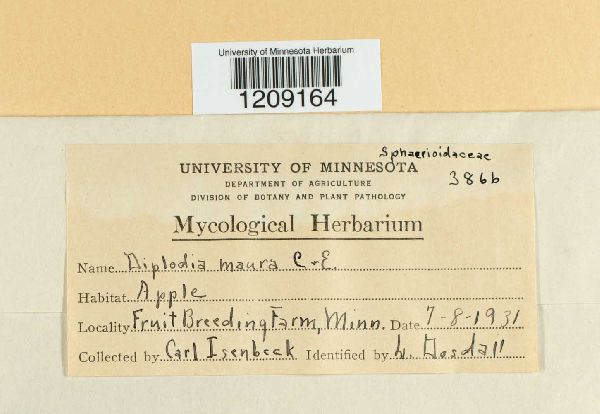 University of Minnesota Herbarium
1209164
Sphaerioidaceae
UNIVERSITY OF MINNESOTA
DEPARTMENT OF AGRICULTURE
DIVISION OF BOTANY AND PLANT PATHOLOGY
386b
Mycological Herbarium
Name Diplodia maura C+E.
Habitat Apple
Locality Fruit Breeding Farm, Minn. Date 7-8-1931
Collected by Carl Isenbeck Identified by L. Gosdall